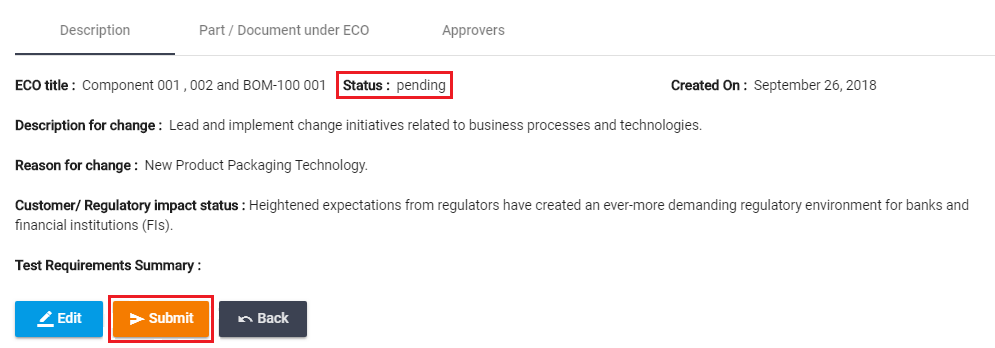 Description Part / Document under ECO Approvers
ECO title : Component 001 , 002 and BOM-100 001 Status : pending Created On : September 26, 2018
Description for change : Lead and implement change initiatives related to business processes and technologies.
Reason for change : New Product Packaging Technology.
Customer/ Regulatory impact status : Heightened expectations from regulators have created an ever-more demanding regulatory environment for banks and
financial institutions (FIs).
Test Requirements Summary :
Edit Submit Back